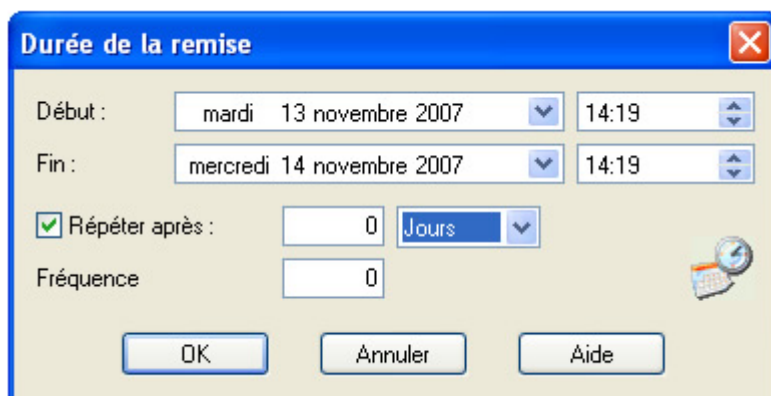 Durée de la remise
Début : mardi 13 novembre 2007 14:19
Fin : mercredi 14 novembre 2007 14:19
Répéter après : 0 Jours
Fréquence 0
OK Annuler Aide